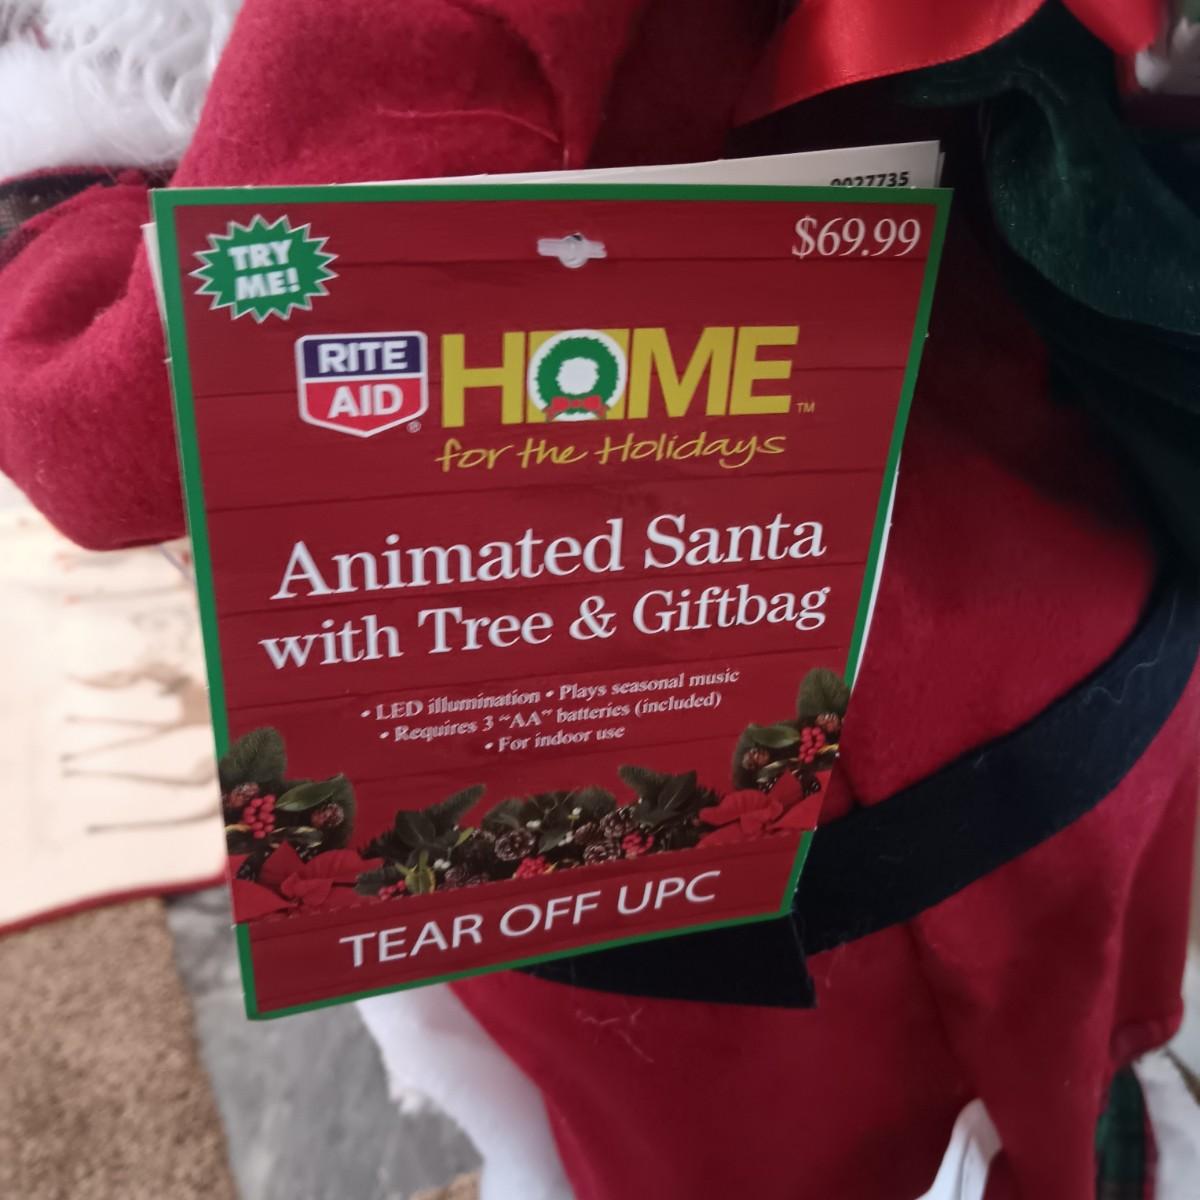 0027735
$69.99
TRY
ME!
RITE
AID®
HOME™
for the Holidays
Animated Santa
with Tree & Giftbag
• LED illumination • Plays seasonal music
• Requires 3 "AA" batteries (included)
• For indoor use
TEAR OFF UPC